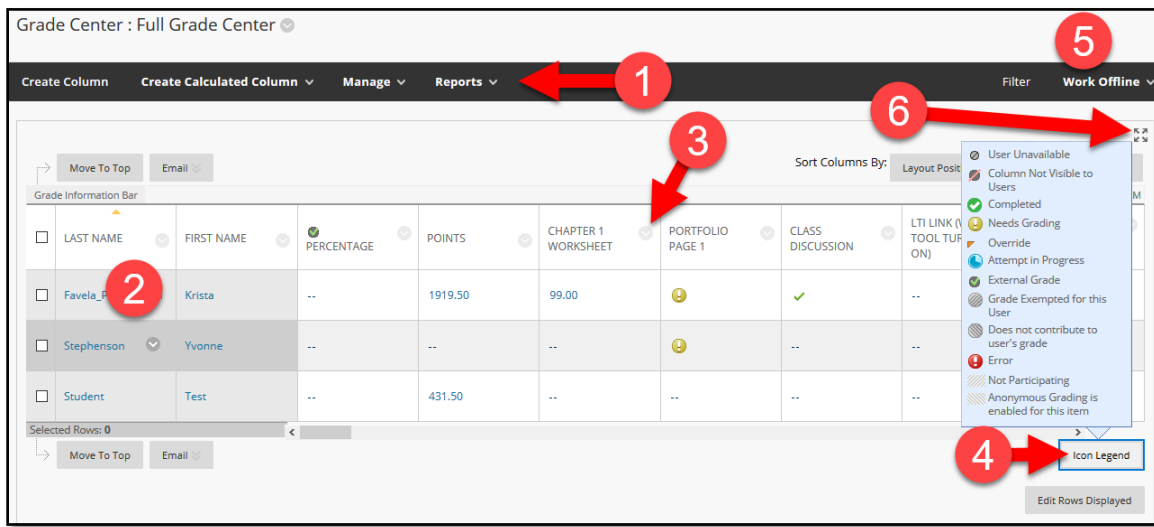 Grade Center : Full Grade Center
5
Create Column Create Calculated Column Manage Reports 1 Filter Work Offline
6
3
Move To Top Email Sort Columns By: Layout Posit
Grade Information Bar M
LAST NAME FIRST NAME PERCENTAGE POINTS CHAPTER 1 WORKSHEET PORTFOLIO PAGE 1 CLASS DISCUSSION LTI LINK (W TOOL TUR ON)
2
Favela_P Krista -- 1919.50 99.00 --
Stephenson Yvonne -- -- -- -- --
Student Test -- 431.50 -- -- -- --
Selected Rows: 0
Move To Top Email
User Unavailable
Column Not Visible to
Users
Completed
Needs Grading
Override
Attempt in Progress
External Grade
Grade Exempted for this
User
Does not contribute to
user's grade
Error
Not Participating
Anonymous Grading is
enabled for this item
4
Icon Legend
Edit Rows Displayed